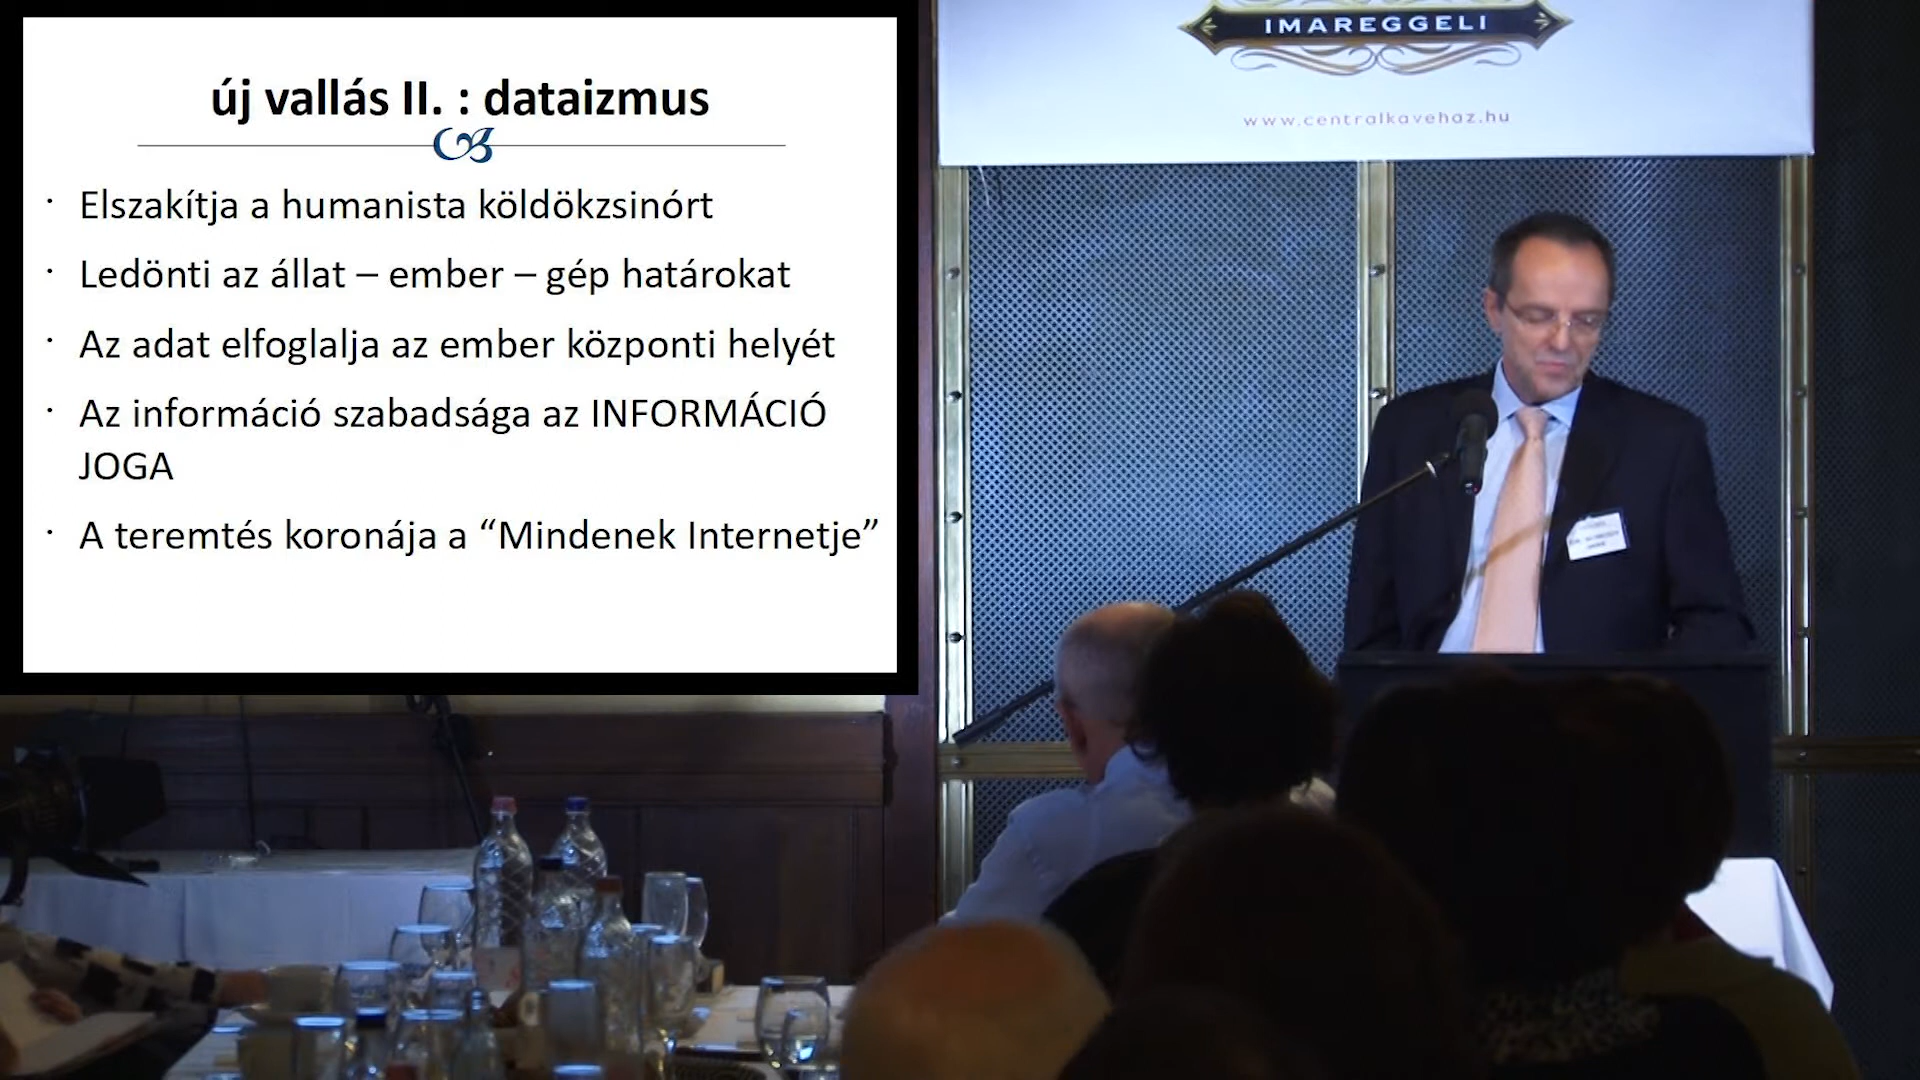 új vallás II. : dataizmus
· Elszakítja a humanista köldökzsinórt
· Ledönti az állat – ember – gép határokat
· Az adat elfoglalja az ember központi helyét
· Az információ szabadsága az INFORMÁCIÓ
JOGA
· A teremtés koronája a “Mindenek Internetje”
IMAREGGELI
www.centralkavehaz.hu